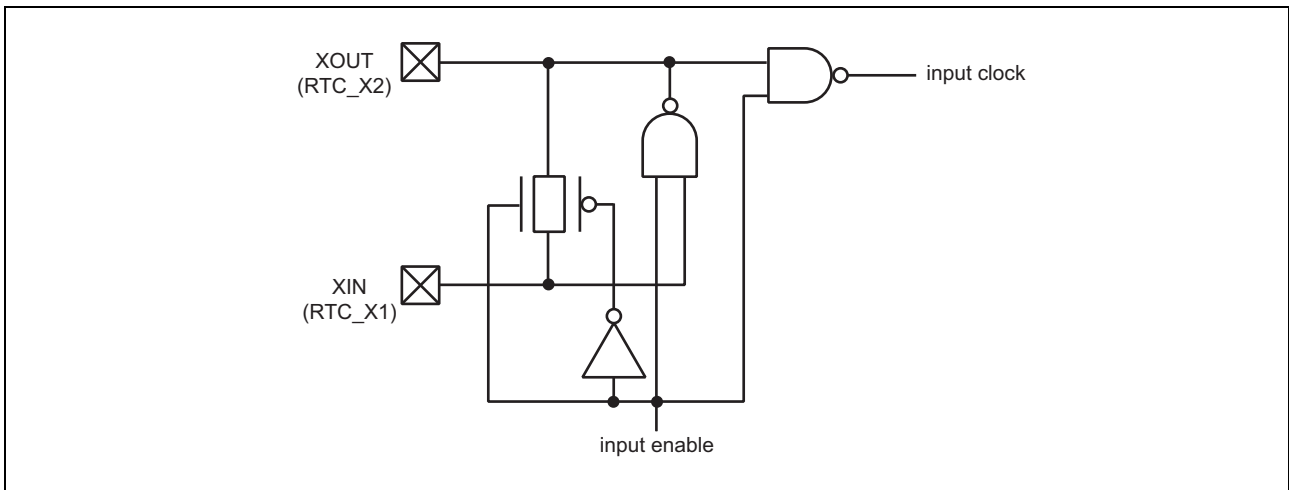 XOUT
(RTC_X2)
input clock
XIN
(RTC_X1)
input enable